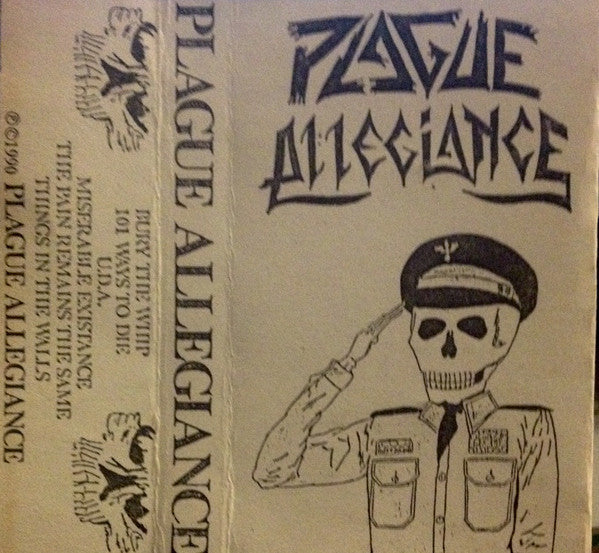 PLAGUE
ALLEGIANCE
PLAGUE ALLEGIANCE
BURY THE WHIP
101 WAYS TO DIE
U.D.A.
MISERABLE EXISTANCE
THE PAIN REMANS THE SAME
THINGS IN THE WALLS
℗©1990 PLAGUE ALLEGIANCE